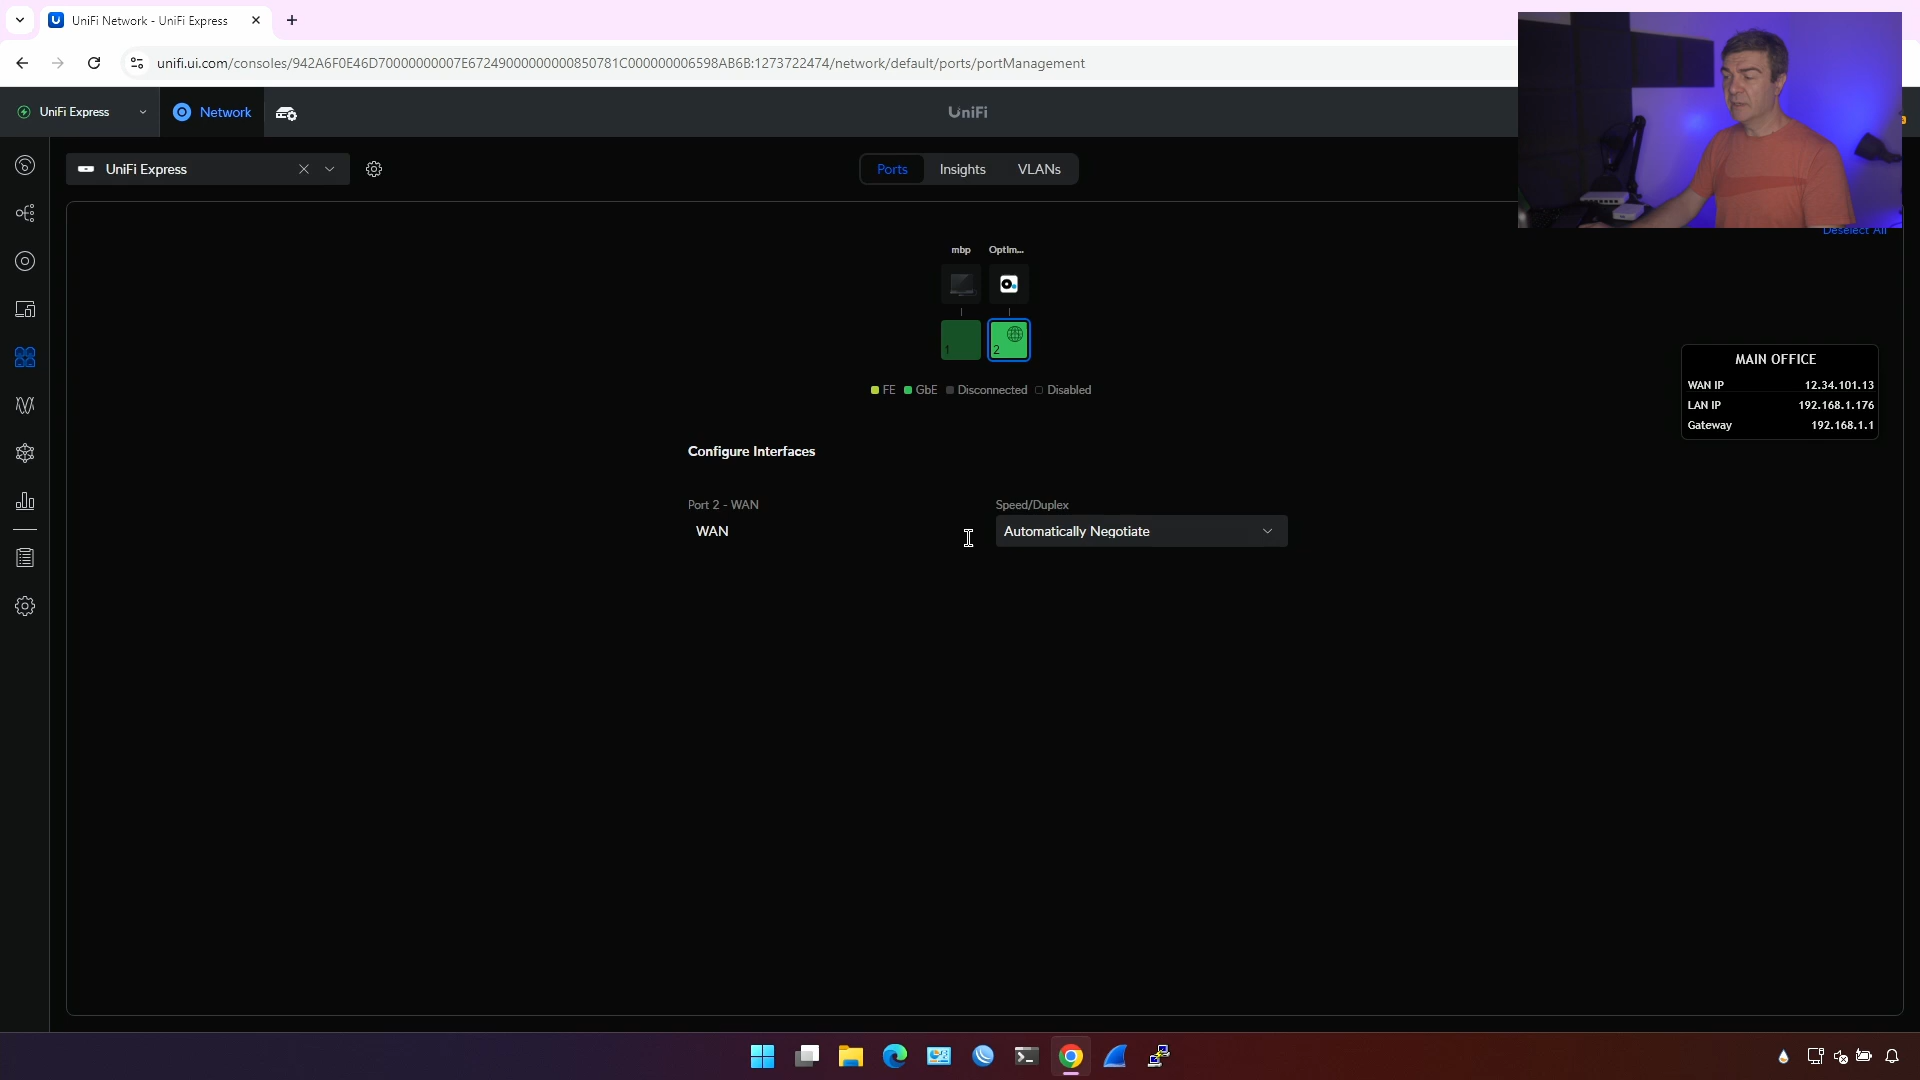 UniFi Network - UniFi Express
unifi.ui.com/consoles/942A6F0E46D70000000007E67249000000000850781C000000006598AB6B:1273722474/network/default/ports/portManagement
UniFi Express
Network
UniFi
UniFi Express
Ports
Insights
VLANs
Deselect All
mbp
Optim...
1
2
FE
GbE
Disconnected
Disabled
MAIN OFFICE
WAN IP 12.34.101.13
LAN IP 192.168.1.176
Gateway 192.168.1.1
Configure Interfaces
Port 2 - WAN
Speed/Duplex
WAN
Automatically Negotiate